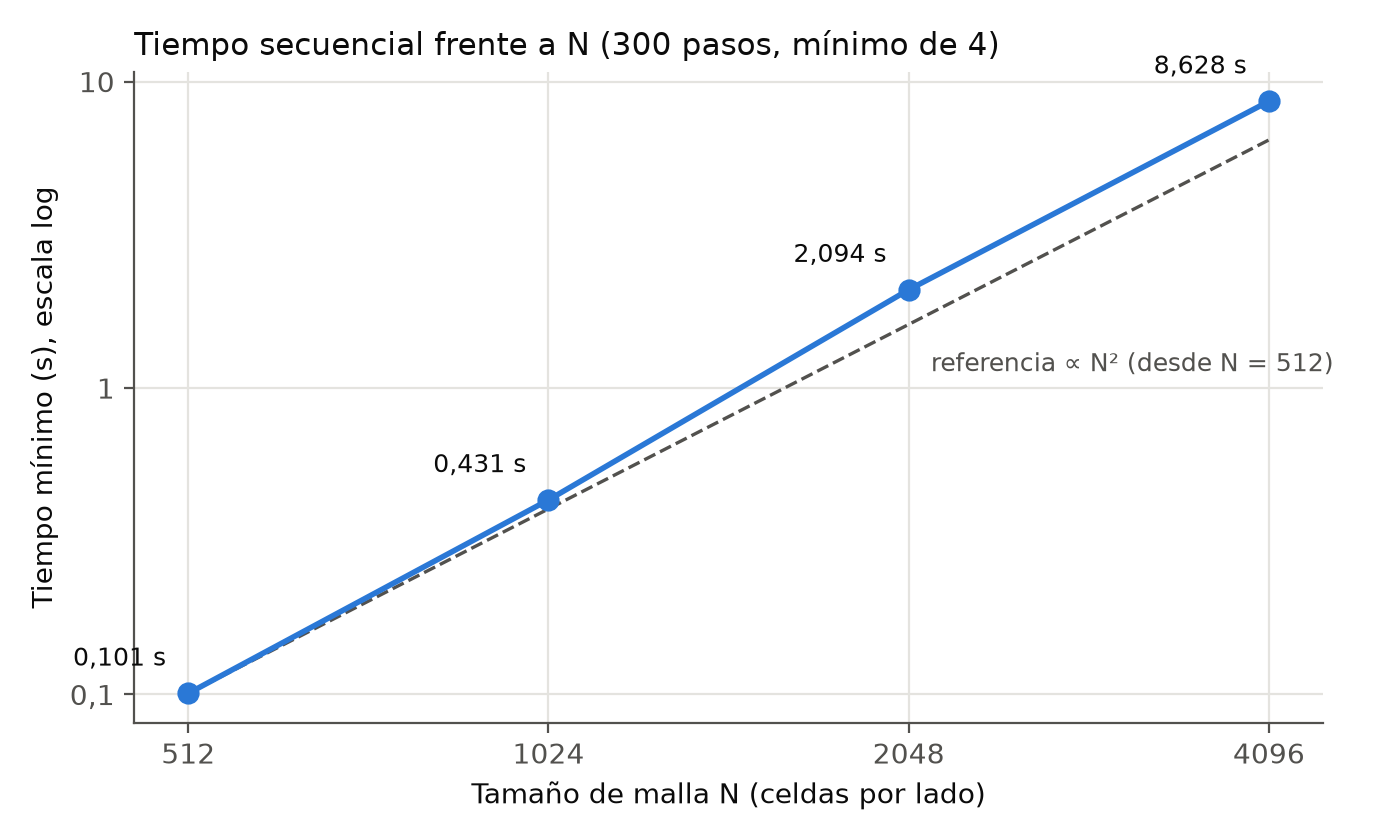 Tiempo secuencial frente a N (300 pasos, mínimo de 4)
8,628 s
10
2,094 s
referencia ∝ N² (desde N = 512)
1
0,431 s
0,101 s
0,1
Tiempo mínimo (s), escala log
512
1024
2048
4096
Tamaño de malla N (celdas por lado)